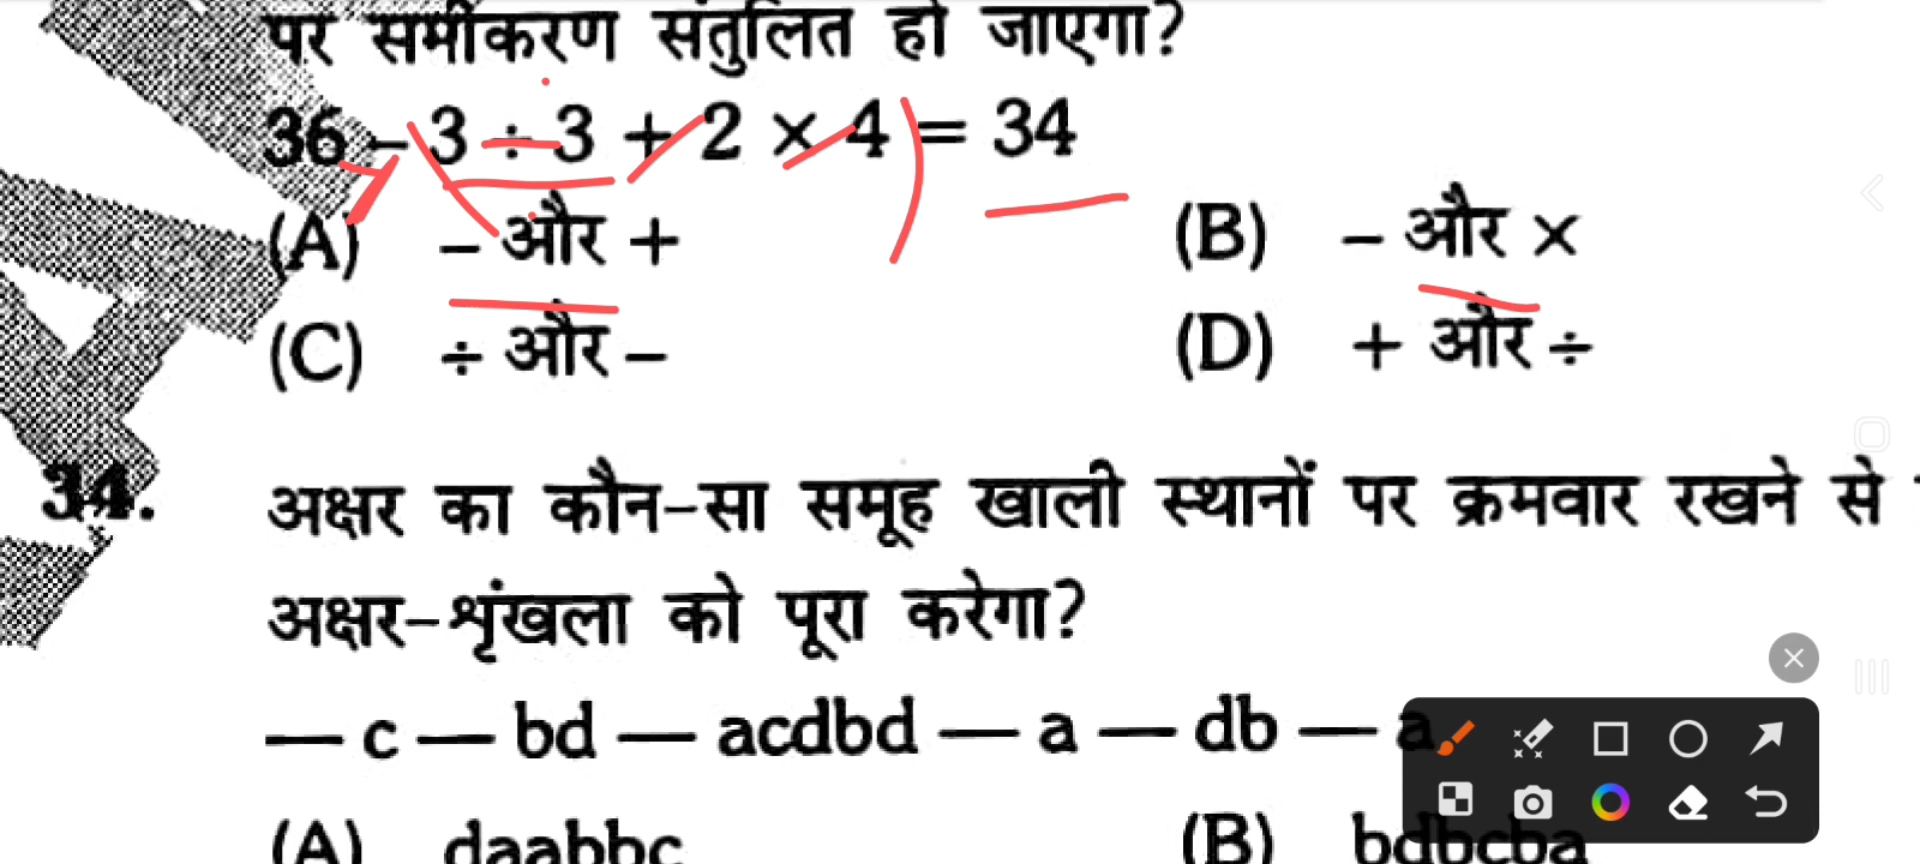 पर समीकरण संतुलित हो जाएगा?
36 – 3 ÷ 3 + 2 × 4 = 34
(A) – और + (B) – और ×
(C) ÷ और – (D) + और ÷
34. अक्षर का कौन-सा समूह खाली स्थानों पर क्रमवार रखने से
अक्षर-शृंखला को पूरा करेगा?
— c — bd — acdbd — a — db — a
(A) daabbc (B) bdbcba